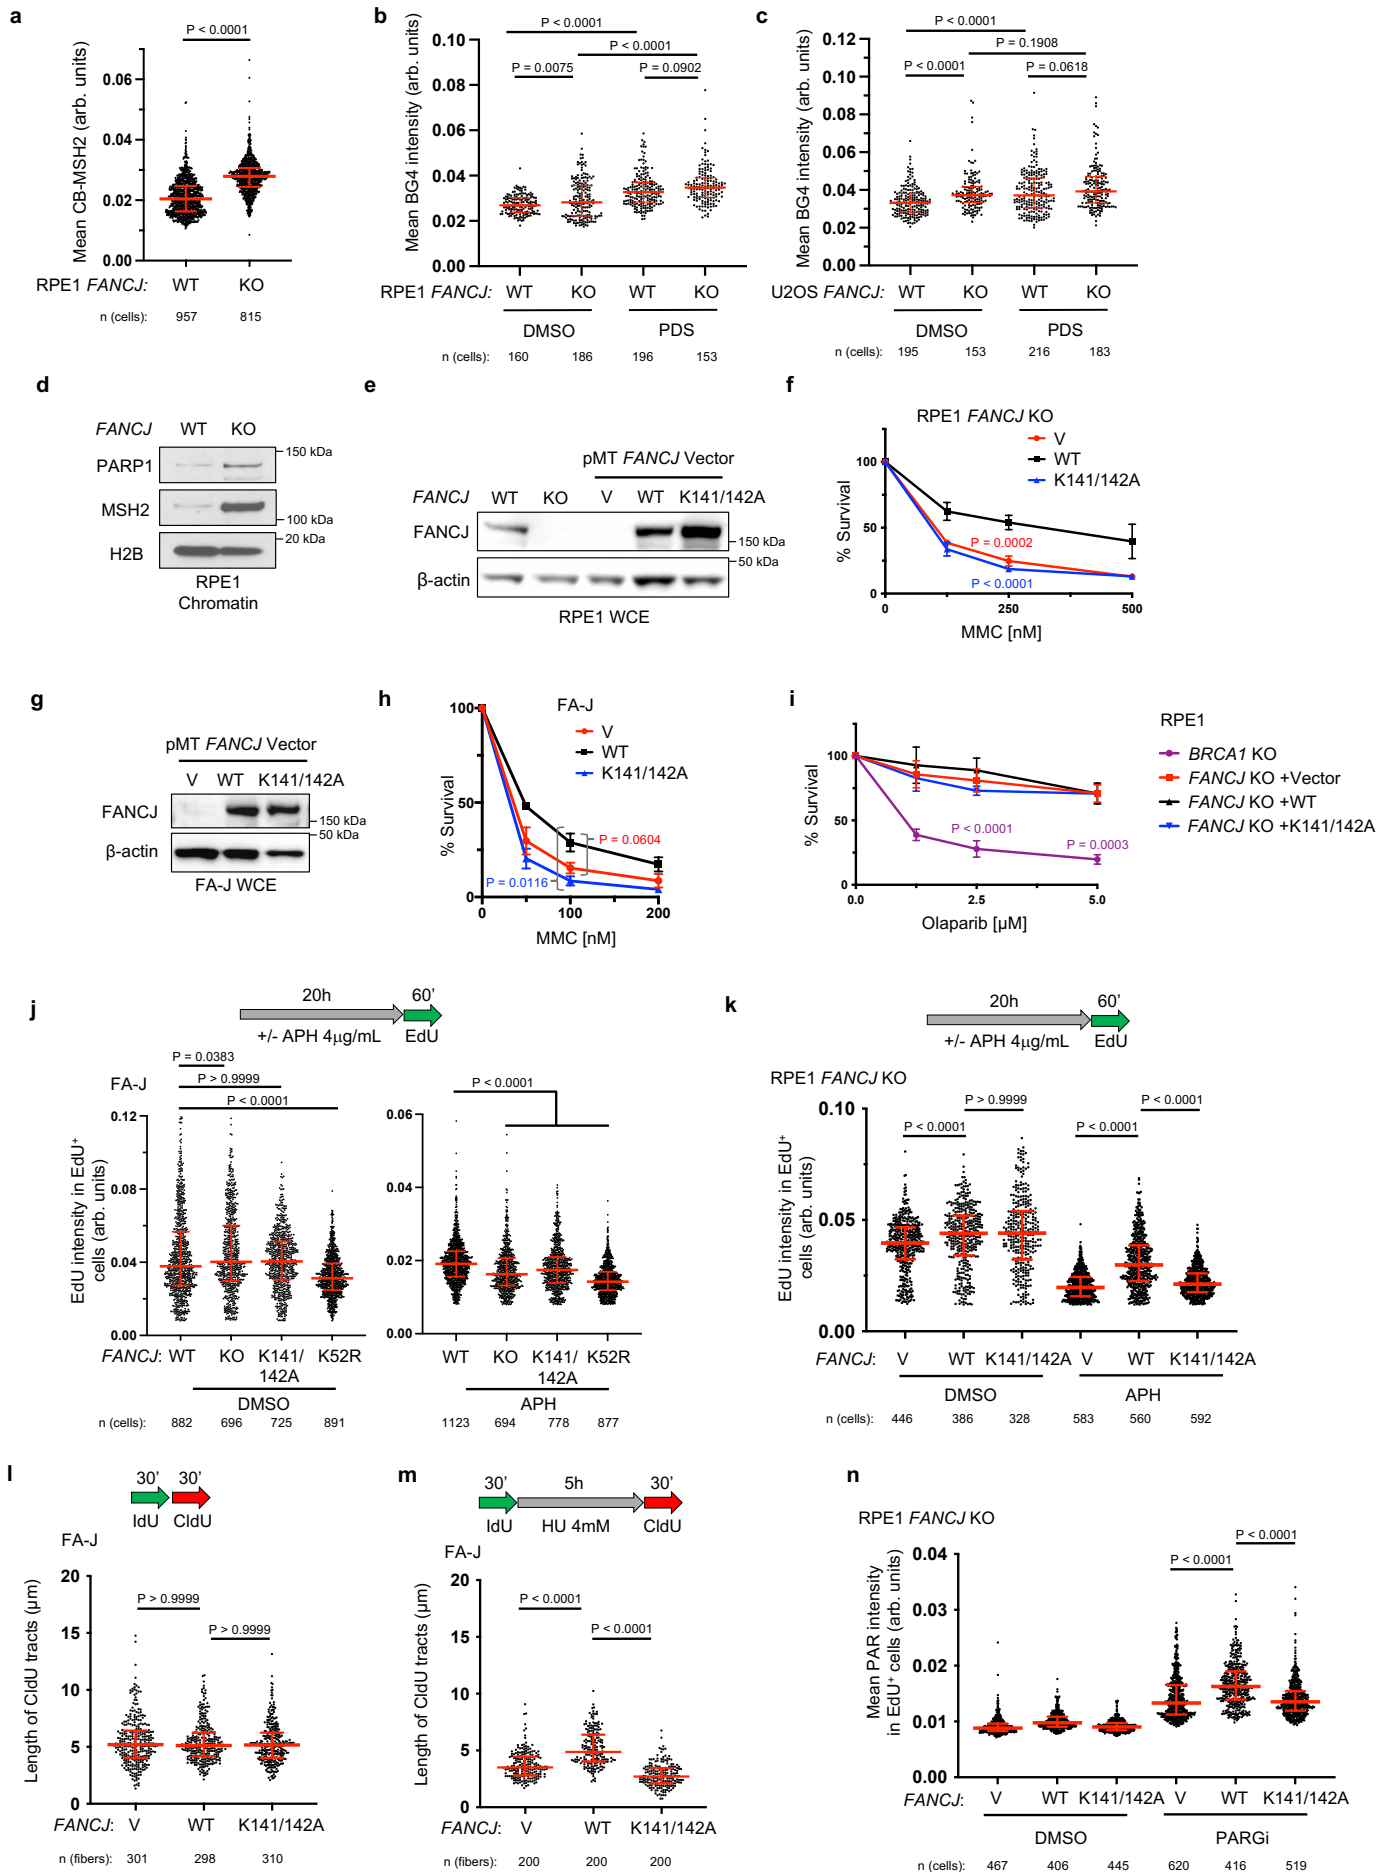 a
P < 0.0001
Mean CB-MSH2 (arb. units)
0.06
0.04
0.02
0.00
RPE1 FANCJ: WT KO
n (cells): 957 815
b
P < 0.0001
P < 0.0001
P = 0.0075 P = 0.0902
Mean BG4 intensity (arb. units)
0.10
0.08
0.06
0.04
0.02
0.00
RPE1 FANCJ: WT KO WT KO
DMSO PDS
n (cells): 160 186 196 153
c
P < 0.0001
P = 0.1908
P < 0.0001 P = 0.0618
Mean BG4 intensity (arb. units)
0.12
0.10
0.08
0.06
0.04
0.02
0.00
U2OS FANCJ: WT KO WT KO
DMSO PDS
n (cells): 195 153 216 183
d
FANCJ WT KO
PARP1 150 kDa
MSH2 100 kDa
H2B 20 kDa
RPE1
Chromatin
e
pMT FANCJ Vector
FANCJ WT KO V WT K141/142A
FANCJ 150 kDa
β-actin 50 kDa
RPE1 WCE
f
RPE1 FANCJ KO
V
WT
K141/142A
% Survival
100
50
0
P = 0.0002
P < 0.0001
0 250 500
MMC [nM]
g
pMT FANCJ Vector
V WT K141/142A
FANCJ 150 kDa
β-actin 50 kDa
FA-J WCE
h
FA-J
V
WT
K141/142A
% Survival
100
50
0
P = 0.0604
P = 0.0116
0 100 200
MMC [nM]
i
RPE1
BRCA1 KO
FANCJ KO +Vector
FANCJ KO +WT
FANCJ KO +K141/142A
% Survival
100
50
0
P < 0.0001
P = 0.0003
0.0 2.5 5.0
Olaparib [µM]
j
20h 60’
+/- APH 4µg/mL EdU
FA-J
P = 0.0383
P > 0.9999
P < 0.0001
P < 0.0001
EdU intensity in EdU⁺
cells (arb. units)
0.12
0.08
0.04
0.00
0.06
0.04
0.02
0.00
FANCJ: WT KO K141/ K52R WT KO K141/ K52R
142A 142A
DMSO APH
n (cells): 882 696 725 891 1123 694 778 877
k
20h 60’
+/- APH 4µg/mL EdU
RPE1 FANCJ KO
P > 0.9999 P < 0.0001
P < 0.0001 P < 0.0001
EdU intensity in EdU⁺
cells (arb. units)
0.10
0.05
0.00
FANCJ: V WT K141/142A V WT K141/142A
DMSO APH
n (cells): 446 386 328 583 560 592
l
30’ 30’
IdU CldU
FA-J
P > 0.9999
P > 0.9999
Length of CldU tracts (µm)
20
15
10
5
0
FANCJ: V WT K141/142A
n (fibers): 301 298 310
m
30’ 5h 30’
IdU HU 4mM CldU
FA-J
P < 0.0001
P < 0.0001
Length of CldU tracts (µm)
20
15
10
5
0
FANCJ: V WT K141/142A
n (fibers): 200 200 200
n
RPE1 FANCJ KO
P < 0.0001
P < 0.0001
Mean PAR intensity
in EdU⁺ cells (arb. units)
0.04
0.03
0.02
0.01
0.00
FANCJ: V WT K141/142A V WT K141/142A
DMSO PARGi
n (cells): 467 406 445 620 416 519